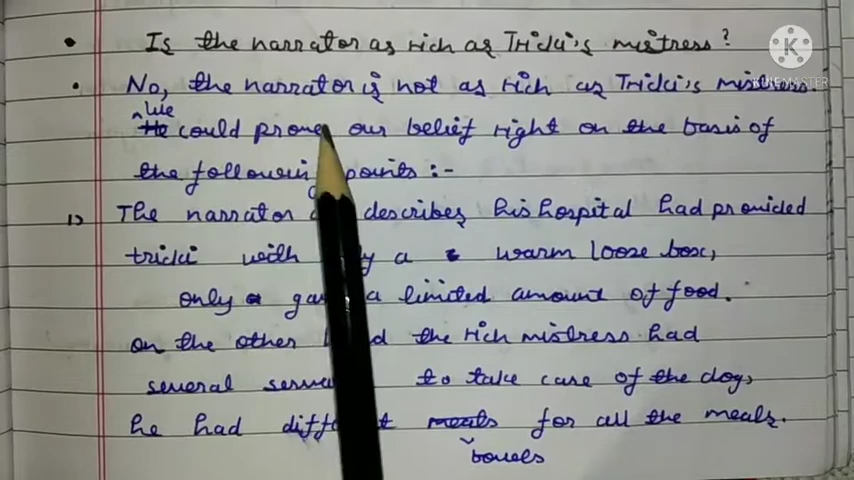 Is the narrator as rich as Tricki's mistress?
No, the narrator is not as rich as Tricki's mistress
We
could prove our belief right on the basis of
the following points :-
1) The narrator describes his hospital had provided
tricki with a warm loose box,
only a limited amount of food.
on the other the rich mistress had
several to take care of the dog,
he had for all the meals.
bowels
K
KINEMASTER